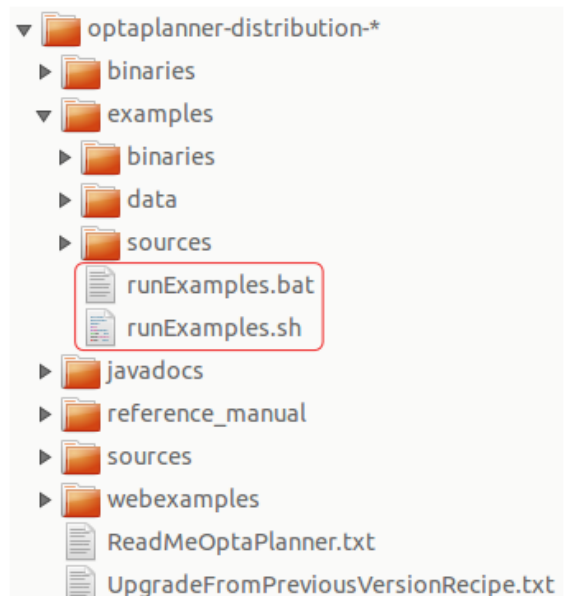 optaplanner-distribution-*
binaries
examples
binaries
data
sources
runExamples.bat
runExamples.sh
javadocs
reference_manual
sources
webexamples
ReadMeOptaPlanner.txt
UpgradeFromPreviousVersionRecipe.txt